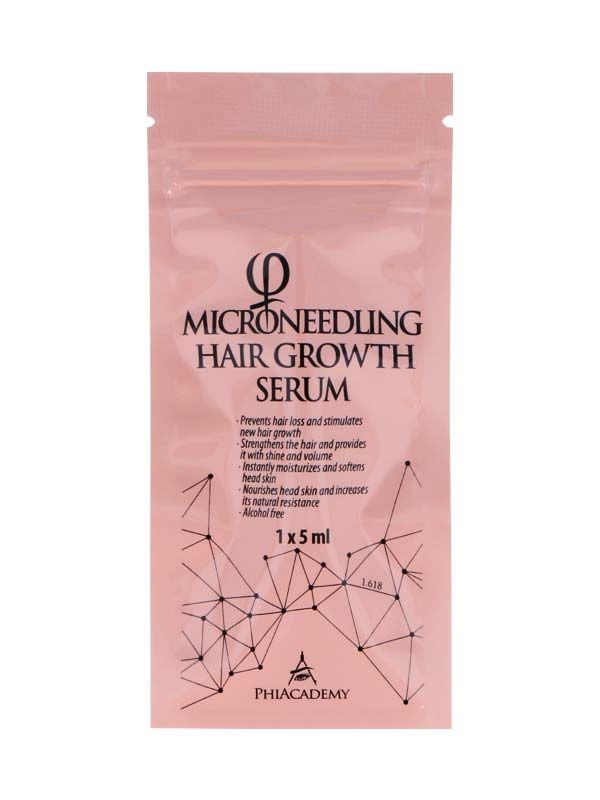 φ
MICRONEEDLING
HAIR GROWTH
SERUM
· Prevents hair loss and stimulates
new hair growth
· Strengthens the hair and provides
it with shine and volume
· Instantly moisturizes and softens
head skin
· Nourishes head skin and increases
its natural resistance
· Alcohol free
1 x 5 ml
1.618
PHIACADEMY